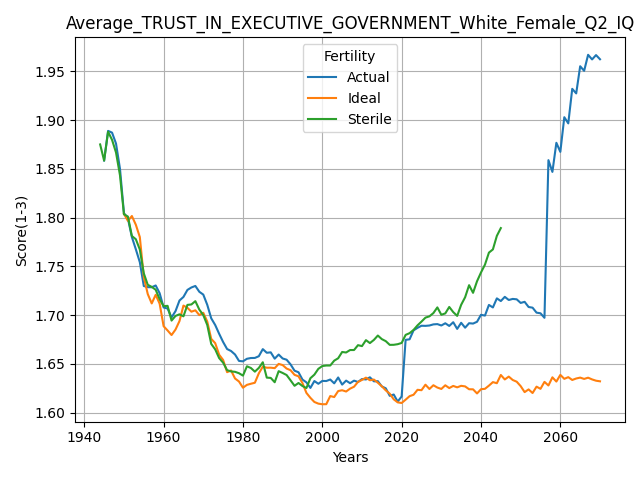 Average_TRUST_IN_EXECUTIVE_GOVERNMENT_White_Female_Q2_IQ
Fertility
Actual
Ideal
Sterile
Score(1-3)
1.95
1.90
1.85
1.80
1.75
1.70
1.65
1.60
1940
1960
1980
2000
2020
2040
2060
Years